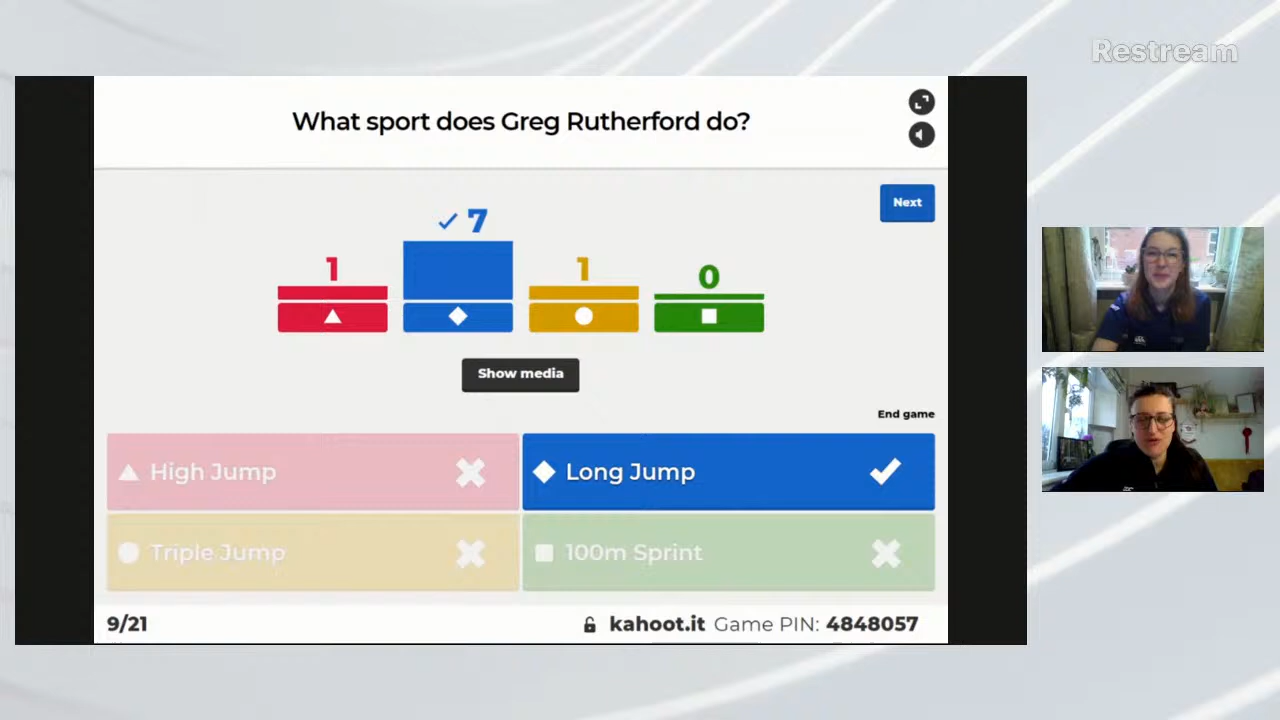 Restream
What sport does Greg Rutherford do?
Next
7
1
1
0
Show media
End game
High Jump
Long Jump
Triple Jump
100m Sprint
9/21
kahoot.it Game PIN: 4848057